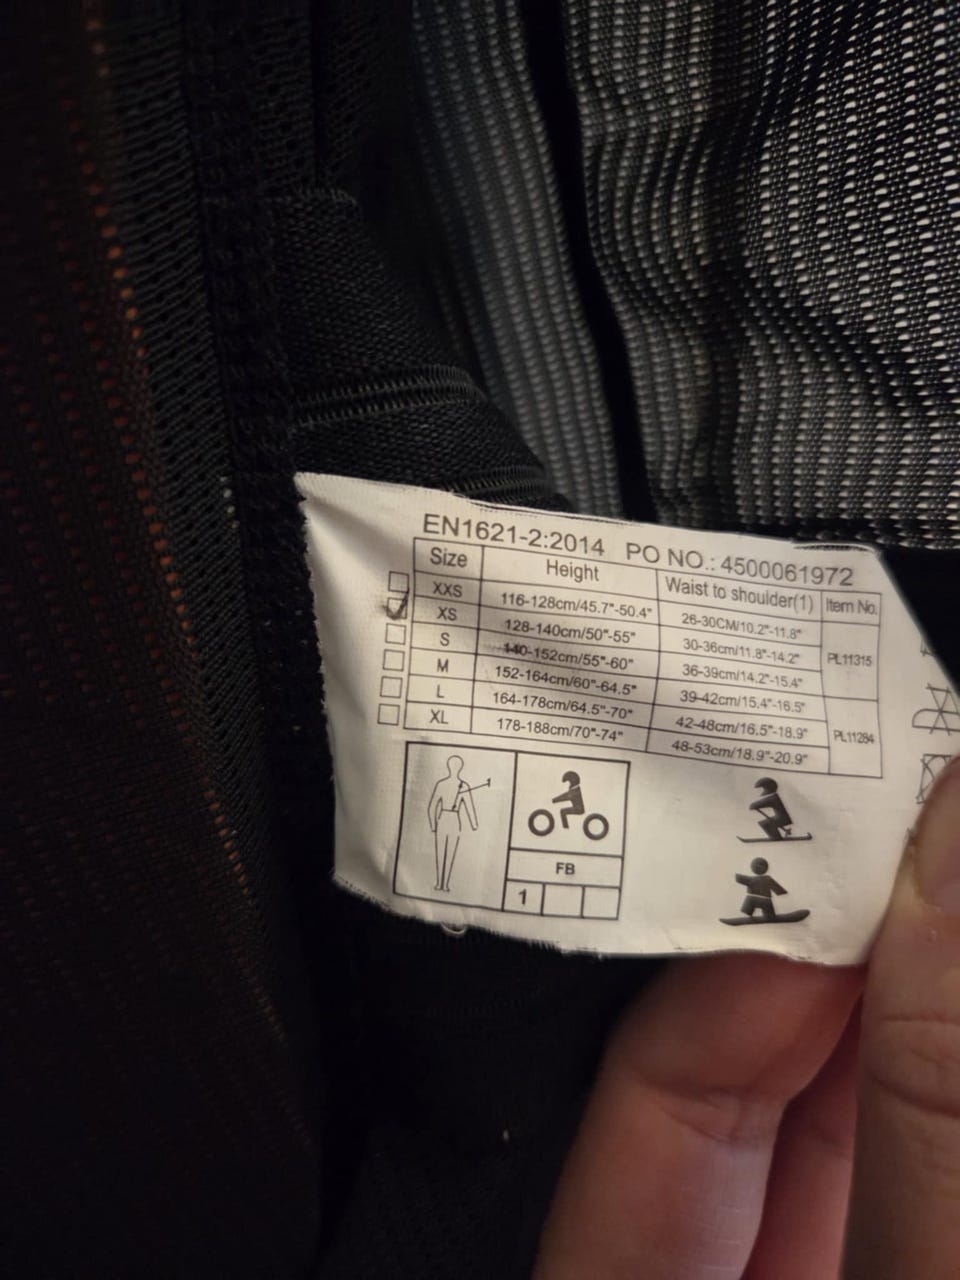 EN1621-2:2014 PO NO.: 4500061972
Size Height Waist to shoulder(1) Item No.
XXS 116-128cm/45.7"-50.4" 26-30CM/10.2"-11.8"
XS 128-140cm/50"-55" 30-36cm/11.8"-14.2" PL11315
S 140-152cm/55"-60" 36-39cm/14.2"-15.4"
M 152-164cm/60"-64.5" 39-42cm/15.4"-16.5"
L 164-178cm/64.5"-70" 42-48cm/16.5"-18.9" PL11284
XL 178-188cm/70"-74" 48-53cm/18.9"-20.9"
1
FB
1